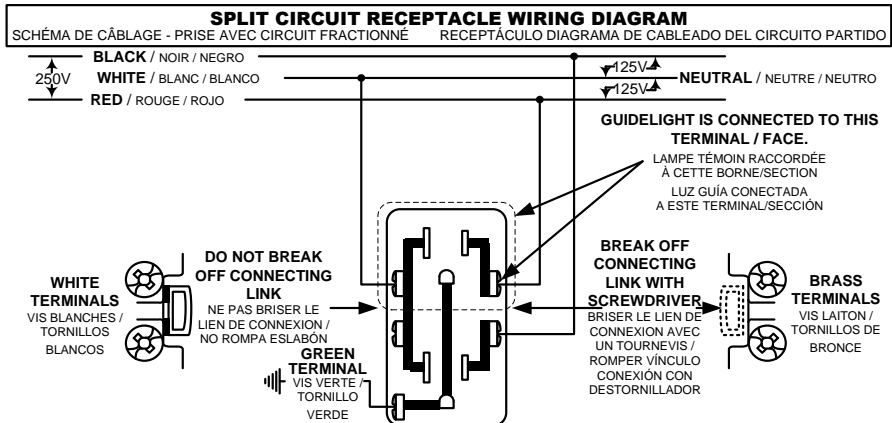 SPLIT CIRCUIT RECEPTACLE WIRING DIAGRAM
SCHÉMA DE CÂBLAGE - PRISE AVEC CIRCUIT FRACTIONNÉ RECEPTÁCULO DIAGRAMA DE CABLEADO DEL CIRCUITO PARTIDO
BLACK / NOIR / NEGRO
250V
WHITE / BLANC / BLANCO
RED / ROUGE / ROJO
125V
125V
NEUTRAL / NEUTRE / NEUTRO
GUIDELIGHT IS CONNECTED TO THIS
TERMINAL / FACE.
LAMPE TÉMOIN RACCORDÉE
À CETTE BORNE/SECTION
LUZ GUÍA CONECTADA
A ESTE TERMINAL/SECCIÓN
WHITE
TERMINALS
VIS BLANCHES /
TORNILLOS
BLANCOS
DO NOT BREAK
OFF CONNECTING
LINK
NE PAS BRISER LE
LIEN DE CONNEXION /
NO ROMPA ESLABÓN
GREEN
TERMINAL
VIS VERTE /
TORNILLO
VERDE
BREAK OFF
CONNECTING
LINK WITH
SCREWDRIVER
BRISER LE LIEN DE
CONNEXION AVEC
UN TOURNEVIS /
ROMPER VÍNCULO
CONEXIÓN CON
DESTORNILLADOR
BRASS
TERMINALS
VIS LAITON /
TORNILLOS DE
BRONCE